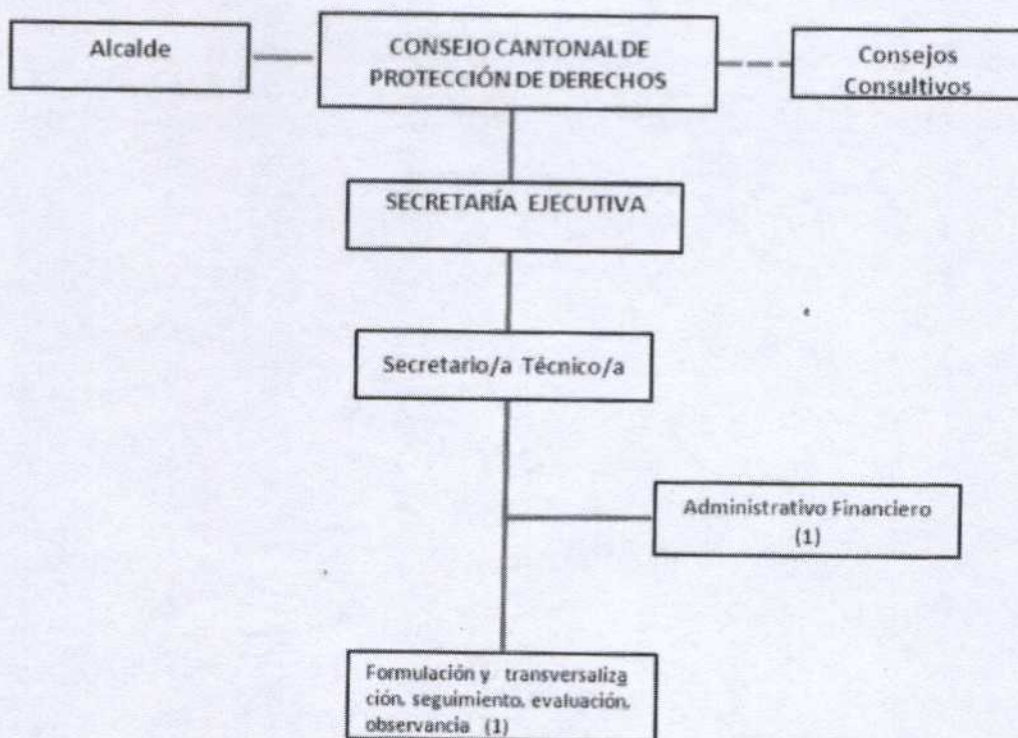 Alcalde
CONSEJO CANTONAL DE
PROTECCIÓN DE DERECHOS
Consejos
Consultivos
SECRETARÍA EJECUTIVA
Secretario/a Técnico/a
Administrativo Financiero
(1)
Formulación y transversaliza
ción, seguimiento, evaluación,
observancia (1)